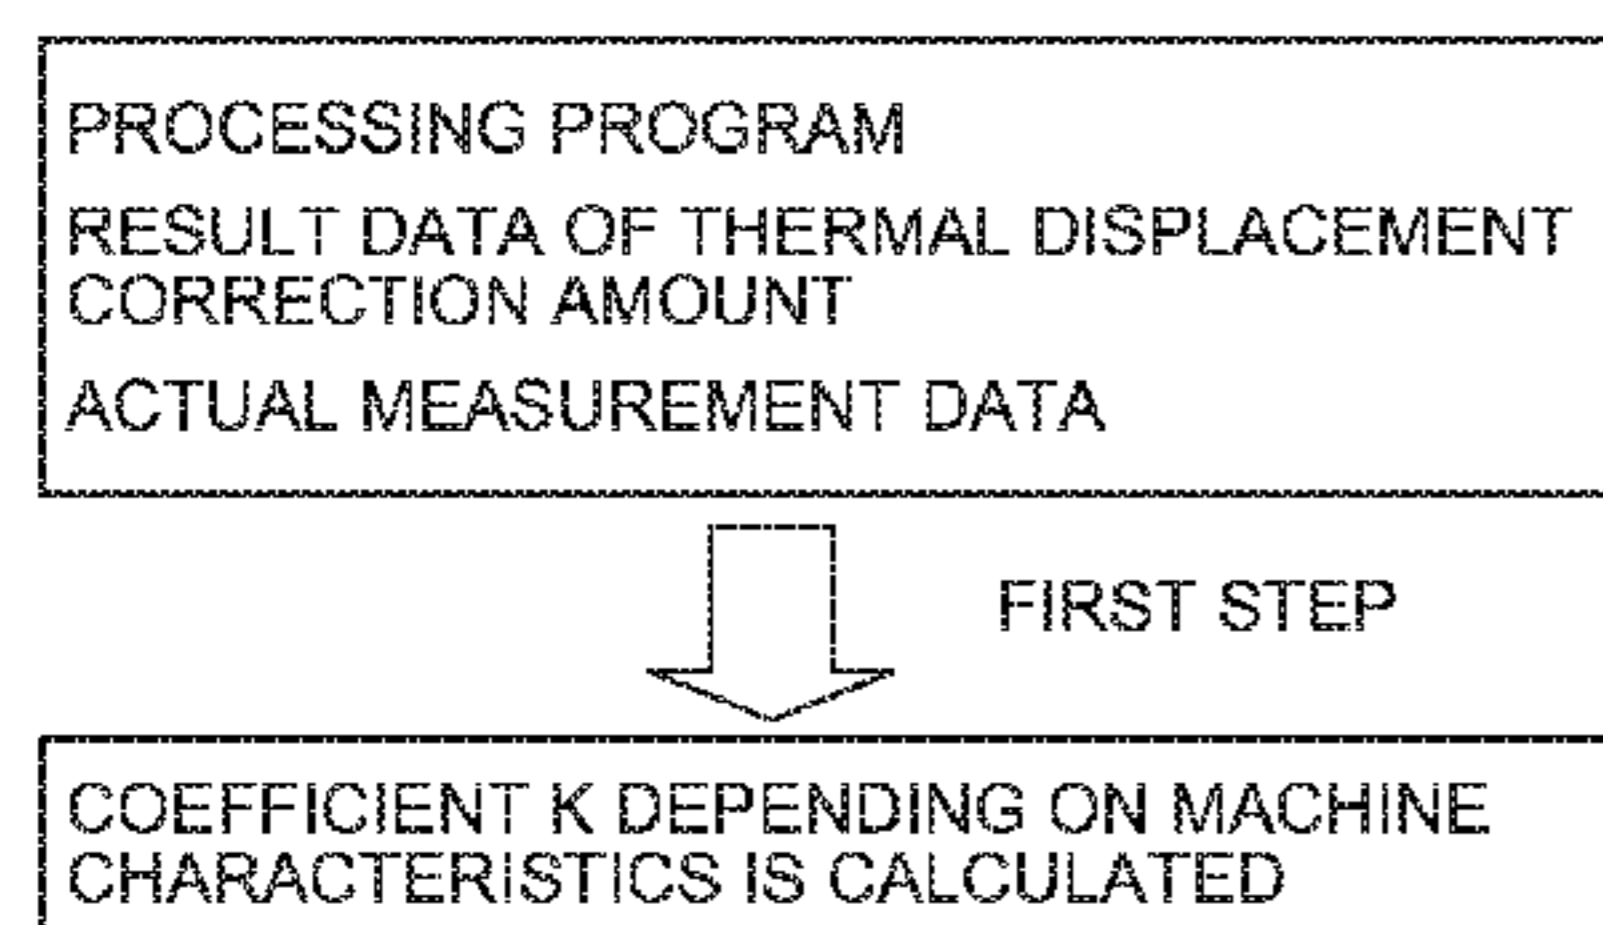 PROCESSING PROGRAM
RESULT DATA OF THERMAL DISPLACEMENT
CORRECTION AMOUNT
ACTUAL MEASUREMENT DATA
FIRST STEP
COEFFICIENT K DEPENDING ON MACHINE
CHARACTERISTICS IS CALCULATED